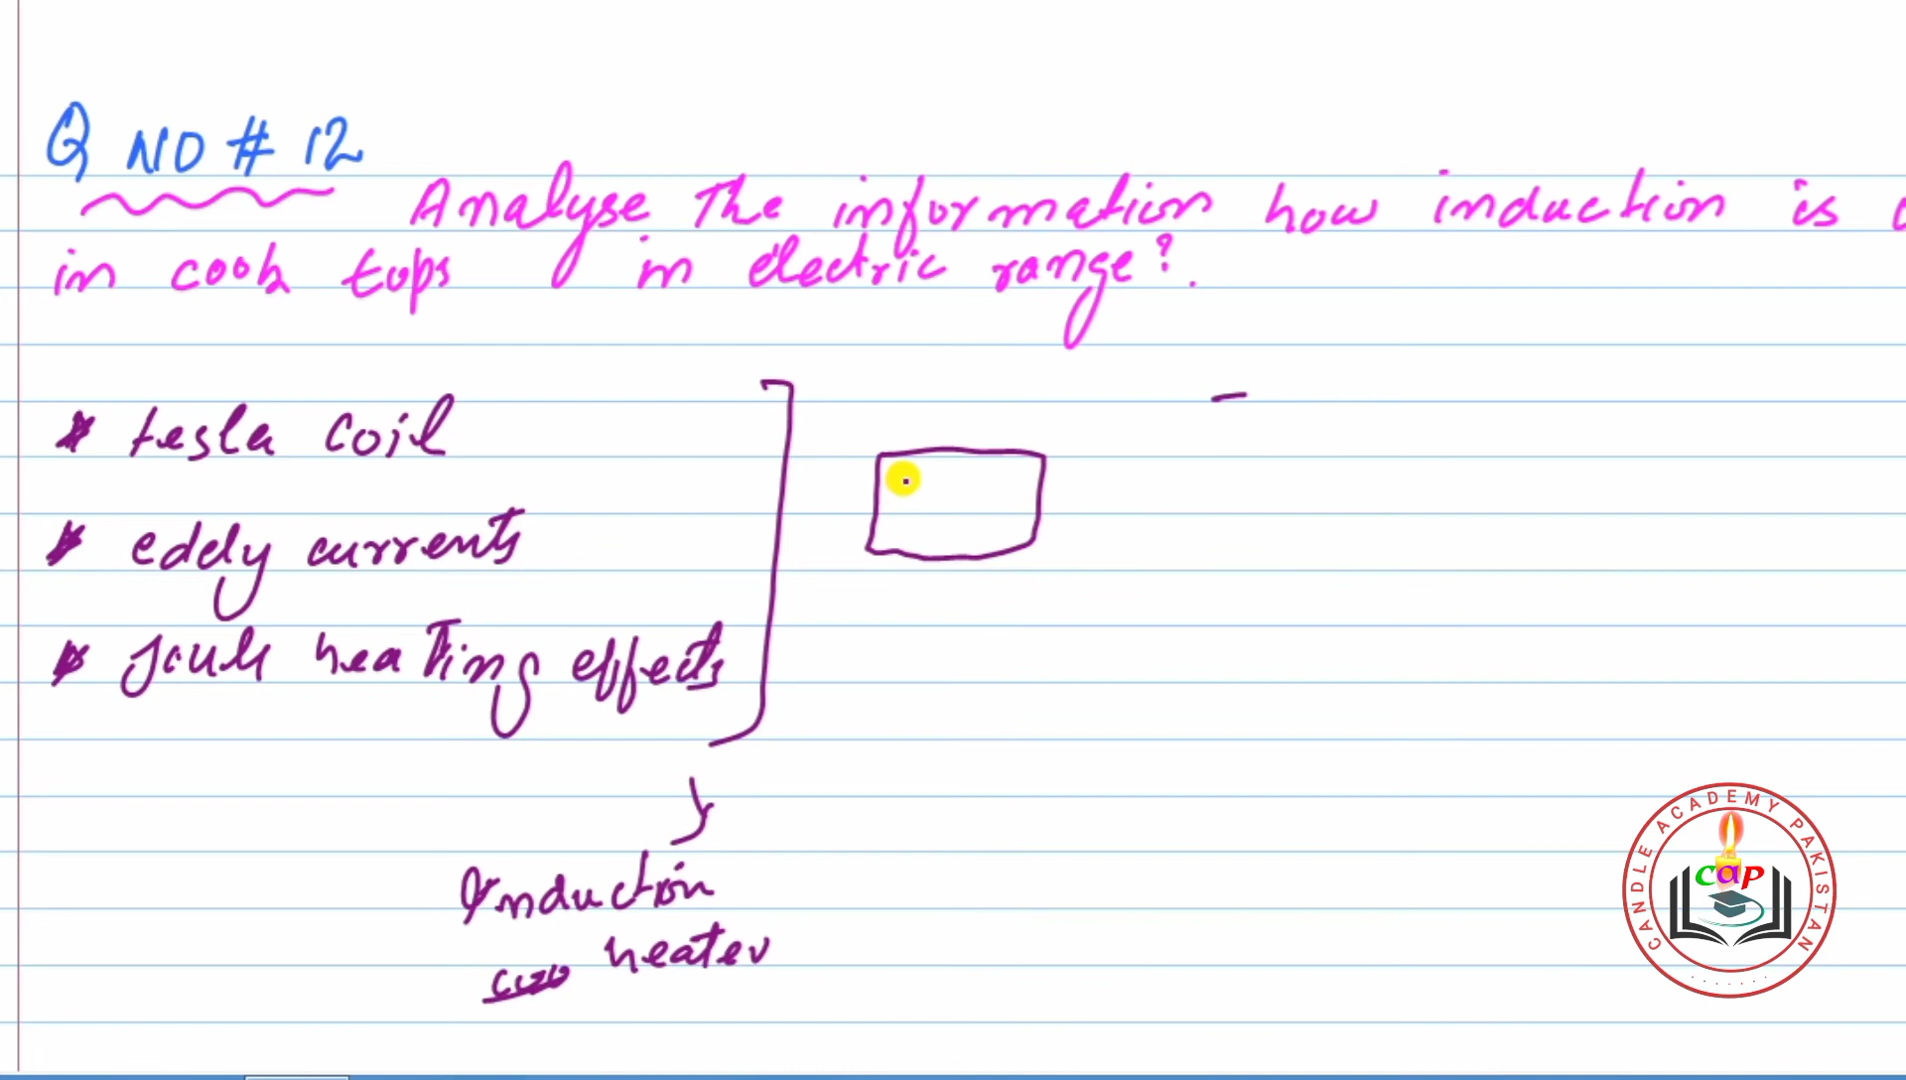 Q NO # 12
Analyse The information how induction is
in cook tops in electric range?.
* tesla coil
* eddy currents
* Joule heating effects
Induction
heater
CANDLE ACADEMY PAKISTAN
cap